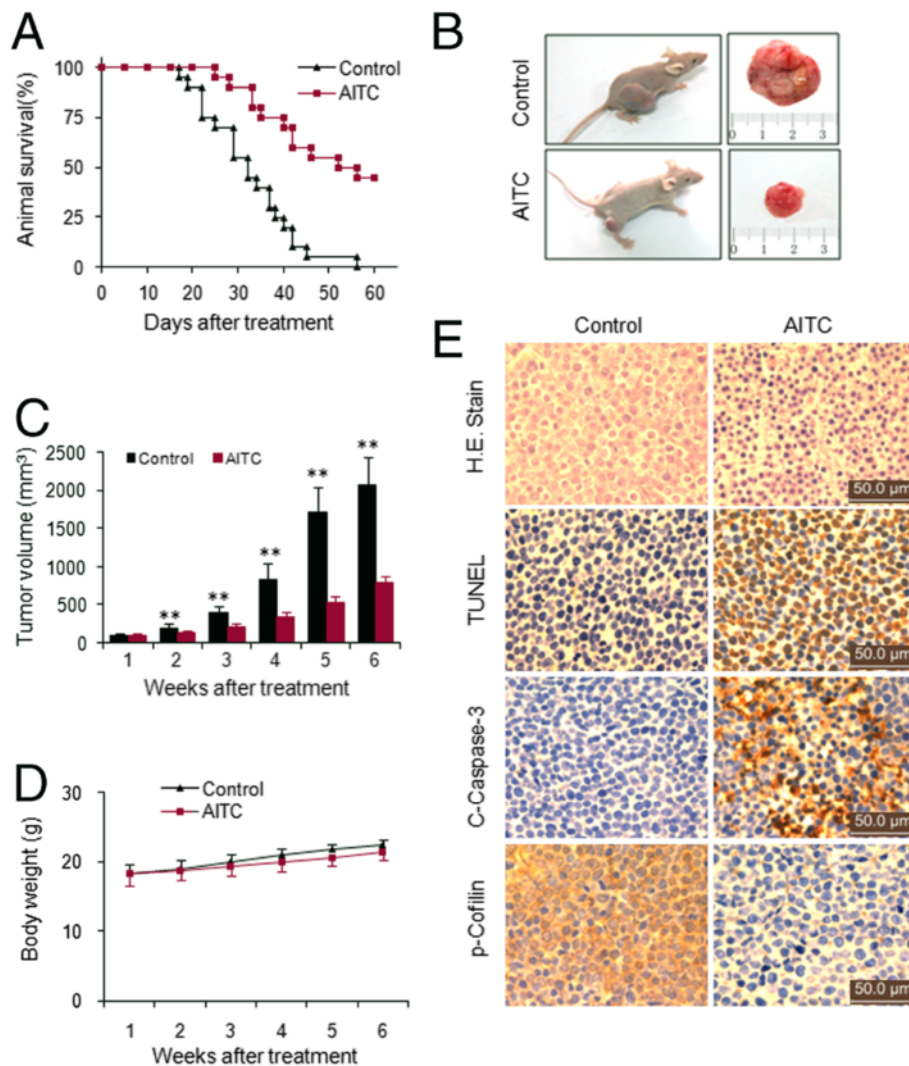 A
Control
AITC
100
75
50
25
0
Animal survival(%)
0 10 20 30 40 50 60
Days after treatment
B
Control
0 1 2 3
AITC
0 1 2 3
C
Control AITC
2500
2000
1500
1000
500
0
Tumor volume (mm³)
**
**
**
**
**
1 2 3 4 5 6
Weeks after treatment
D
Control
AITC
30
20
10
0
Body weight (g)
1 2 3 4 5 6
Weeks after treatment
E
Control AITC
H.E. Stain
50.0 µm
TUNEL
50.0 µm
C-Caspase-3
50.0 µm
p-Cofilin
50.0 µm